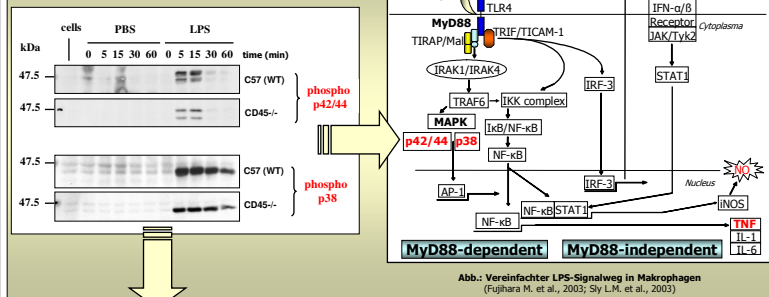 cells PBS LPS
kDa 0 5 15 30 60 0 5 15 30 60 time (min)
47.5 C57 (WT)
47.5 CD45-/-
phospho
p42/44
47.5 C57 (WT)
47.5 CD45-/-
phospho
p38
TLR4
MyD88
TIRAP/Mal
TRIF/TICAM-1
IRAK1/IRAK4
TRAF6
IKK complex
IRF-3
MAPK
p42/44
p38
IκB/NF-κB
NF-κB
AP-1
IRF-3
NF-κB
NF-κB STAT1
IFN-α/ß
Receptor
Cytoplasma
JAK/Tyk2
STAT1
Nucleus
NO
iNOS
TNF
IL-1
IL-6
MyD88-dependent
MyD88-independent
Abb.: Vereinfachter LPS-Signalweg in Makrophagen
(Fujihara M. et al., 2003; Sly L.M. et al., 2003)